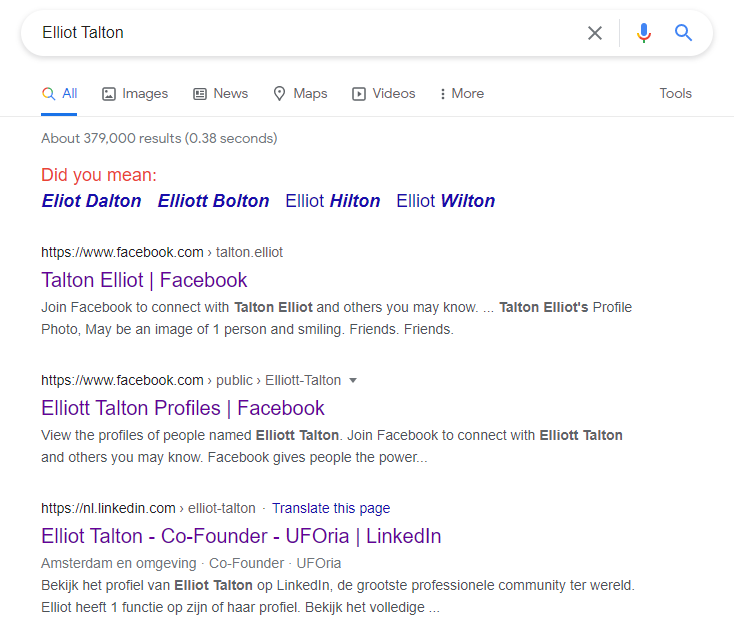 Elliot Talton
All Images News Maps Videos More Tools
About 379,000 results (0.38 seconds)
Did you mean:
Eliot Dalton Elliott Bolton Elliot Hilton Elliot Wilton
https://www.facebook.com › talton.elliot
Talton Elliot | Facebook
Join Facebook to connect with Talton Elliot and others you may know. ... Talton Elliot's Profile
Photo, May be an image of 1 person and smiling. Friends. Friends.
https://www.facebook.com › public › Elliott-Talton
Elliott Talton Profiles | Facebook
View the profiles of people named Elliott Talton. Join Facebook to connect with Elliott Talton
and others you may know. Facebook gives people the power...
https://nl.linkedin.com › elliot-talton · Translate this page
Elliot Talton - Co-Founder - UFOria | LinkedIn
Amsterdam en omgeving · Co-Founder · UFOria
Bekijk het profiel van Elliot Talton op LinkedIn, de grootste professionele community ter wereld.
Elliot heeft 1 functie op zijn of haar profiel. Bekijk het volledige ...